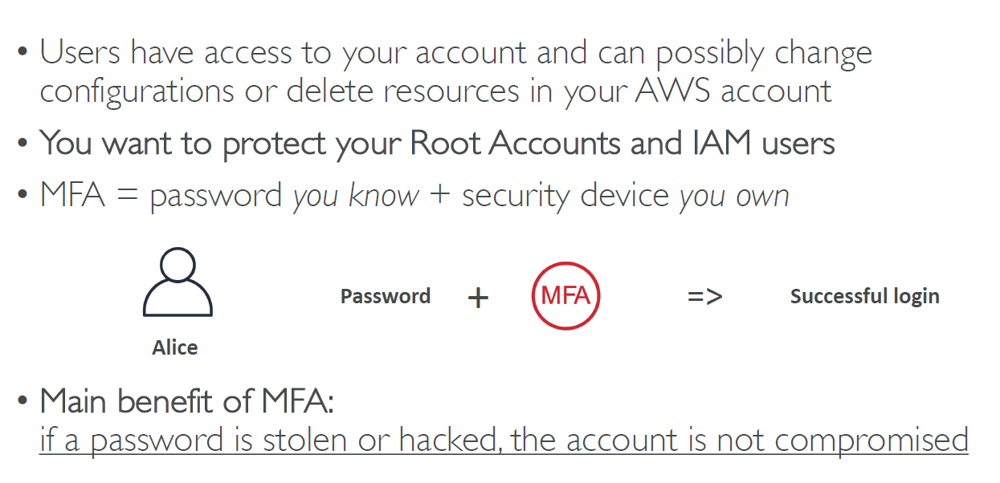 • Users have access to your account and can possibly change
configurations or delete resources in your AWS account
• You want to protect your Root Accounts and IAM users
• MFA = password you know + security device you own
Password + MFA => Successful login
Alice
• Main benefit of MFA:
if a password is stolen or hacked, the account is not compromised